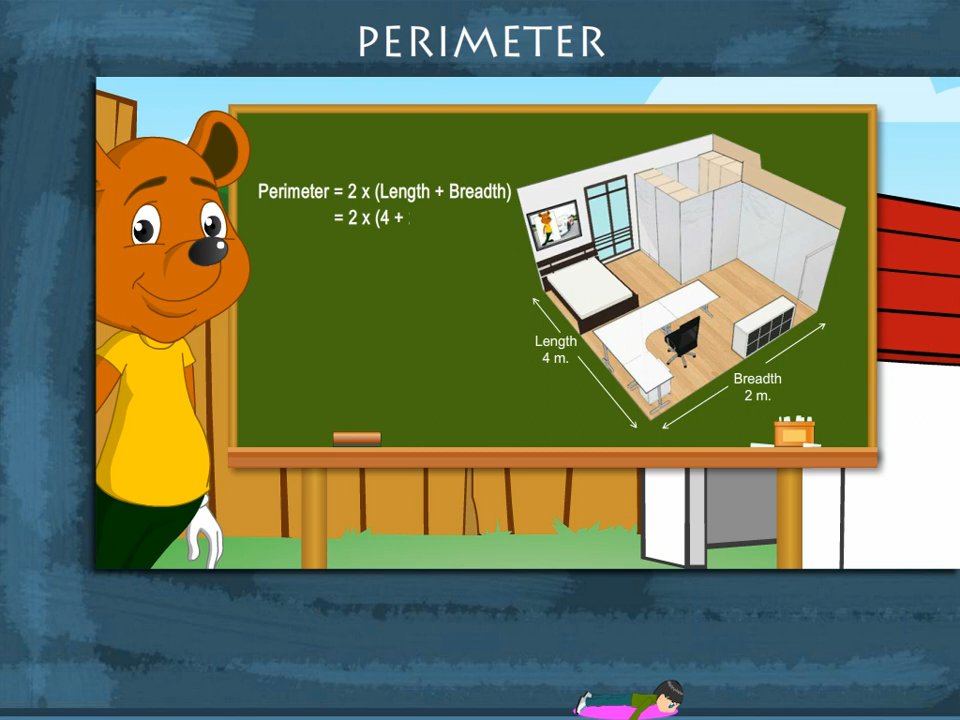 PERIMETER
Perimeter = 2 x (Length + Breadth)
= 2 x (4 +
Length
4 m.
Breadth
2 m.